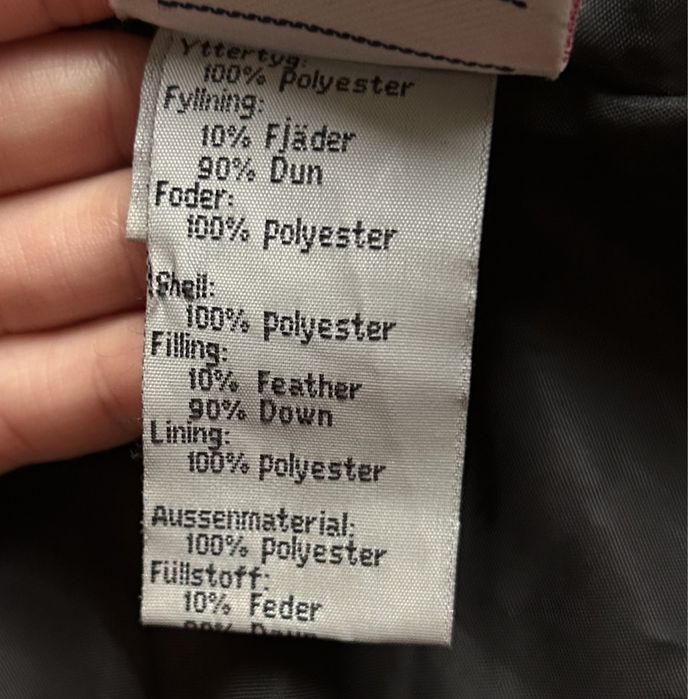 Yttertyg:
100% polyester
Fyllning:
10% Fjäder
90% Dun
Foder:
100% polyester
Shell:
100% polyester
Filling:
10% Feather
90% Down
Lining:
100% polyester
Aussenmaterial:
100% polyester
Füllstoff:
10% Feder